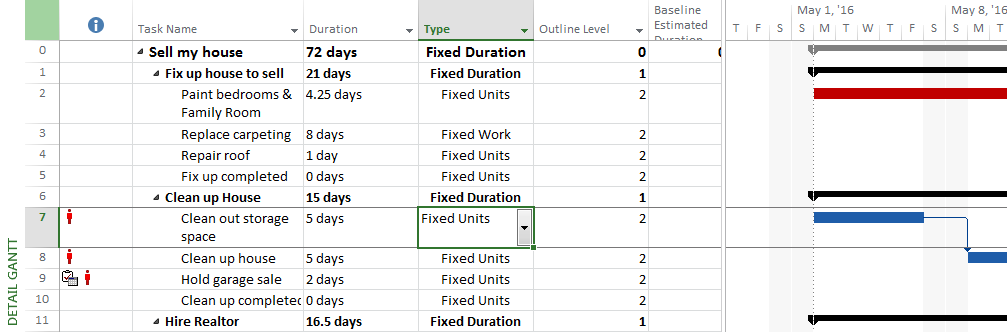 Task Name Duration Type Outline Level Baseline Estimated Duration May 1, '16 May 8, '16
T F S S M T W T F S S M T
0 Sell my house 72 days Fixed Duration 0
1 Fix up house to sell 21 days Fixed Duration 1
2 Paint bedrooms & 4.25 days Fixed Units 2
Family Room
3 Replace carpeting 8 days Fixed Work 2
4 Repair roof 1 day Fixed Units 2
5 Fix up completed 0 days Fixed Units 2
6 Clean up House 15 days Fixed Duration 1
7 Clean out storage 5 days Fixed Units 2
space
8 Clean up house 5 days Fixed Units 2
9 Hold garage sale 2 days Fixed Units 2
10 Clean up completed 0 days Fixed Units 2
11 Hire Realtor 16.5 days Fixed Duration 1
DETAIL GANTT